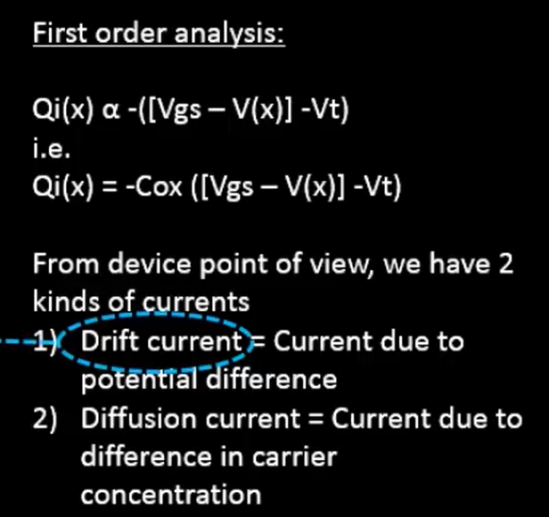 First order analysis:
Qi(x) α -([Vgs – V(x)] -Vt)
i.e.
Qi(x) = -Cox ([Vgs – V(x)] -Vt)
From device point of view, we have 2
kinds of currents
1) Drift current = Current due to
potential difference
2) Diffusion current = Current due to
difference in carrier
concentration